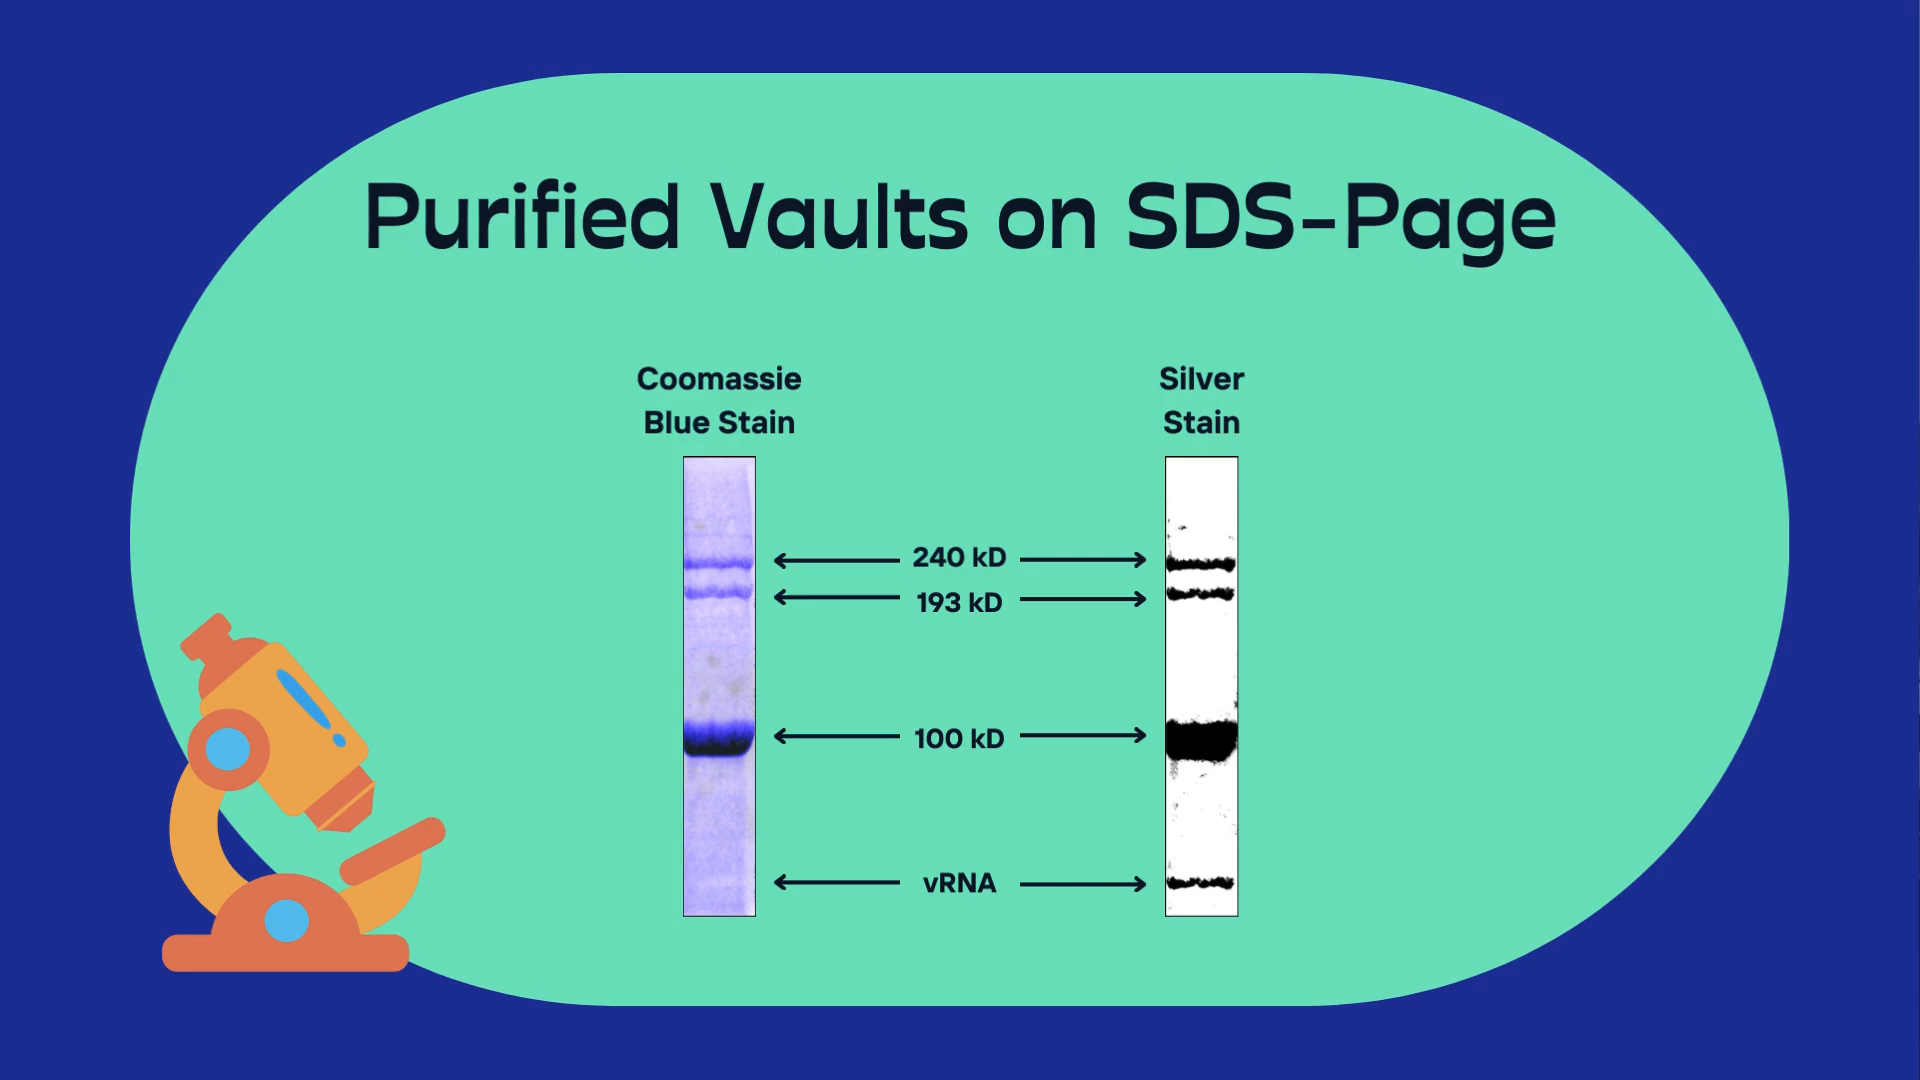 Purified Vaults on SDS-Page
Coomassie
Blue Stain
Silver
Stain
240 kD
193 kD
100 kD
vRNA